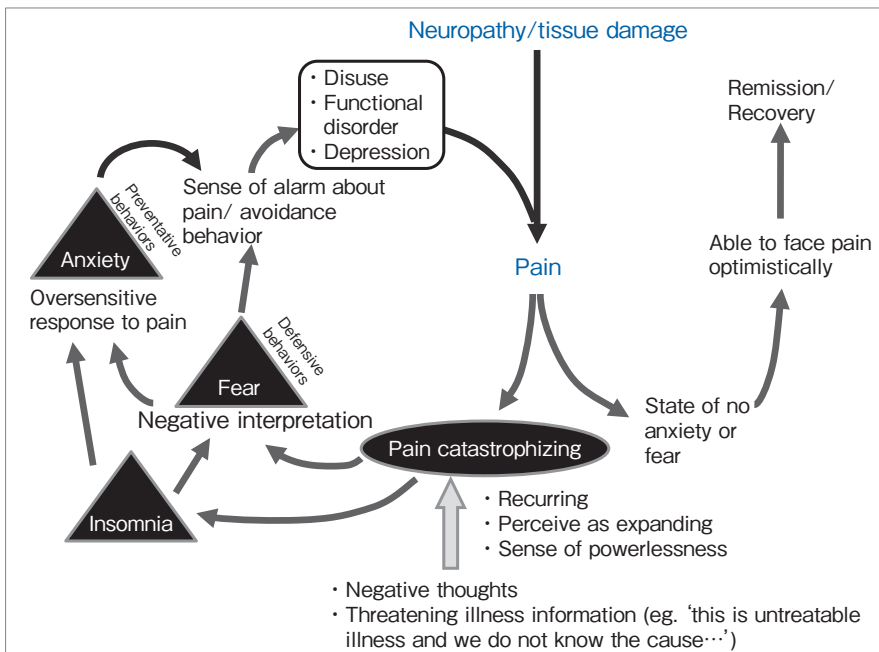 Neuropathy/tissue damage
・Disuse
・Functional
disorder
・Depression
Remission/
Recovery
Preventative
behaviors
Sense of alarm about
pain/ avoidance
behavior
Anxiety
Pain
Able to face pain
optimistically
Oversensitive
response to pain
Defensive
behaviors
Fear
Negative interpretation
State of no
anxiety or
fear
Pain catastrophizing
Insomnia
・Recurring
・Perceive as expanding
・Sense of powerlessness
・Negative thoughts
・Threatening illness information (eg. ‘this is untreatable
illness and we do not know the cause…’)